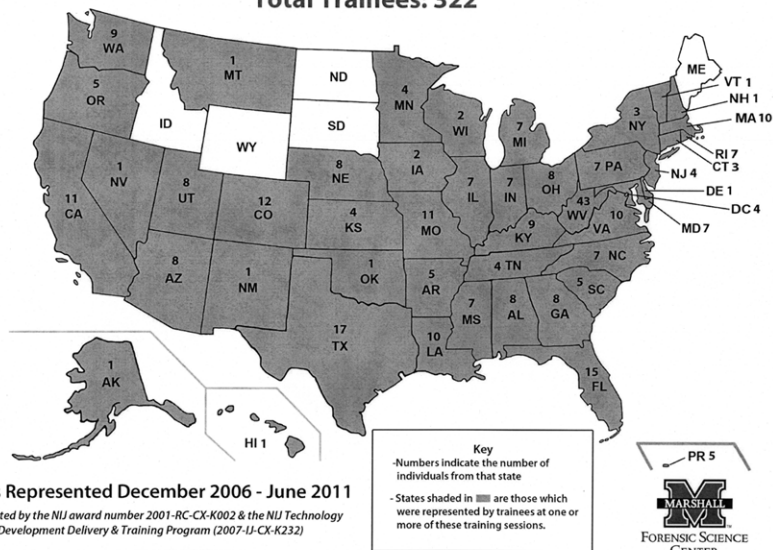 Total Trainees: 322
9
WA
1
MT
ND
4
MN
ME
VT 1
NH 1
MA 10
5
OR
ID
SD
2
WI
7
MI
3
NY
RI 7
CT 3
WY
8
NE
2
IA
7 PA
NJ 4
1
NV
8
UT
12
CO
7
IL
7
IN
8
OH
DE 1
DC 4
11
CA
4
KS
11
MO
9
KY
43
WV
10
VA
MD 7
8
AZ
1
NM
1
OK
5
AR
4 TN
7 NC
5
SC
7
MS
8
AL
8
GA
17
TX
10
LA
15
FL
1
AK
HI 1
Key
-Numbers indicate the number of
individuals from that state
- States shaded in are those which
were represented by trainees at one or
more of these training sessions.
PR 5
MARSHALL
FORENSIC SCIENCE
CENTER
Represented December 2006 - June 2011
ted by the NIJ award number 2001-RC-CX-K002 & the NIJ Technology
Development Delivery & Training Program (2007-IJ-CX-K232)